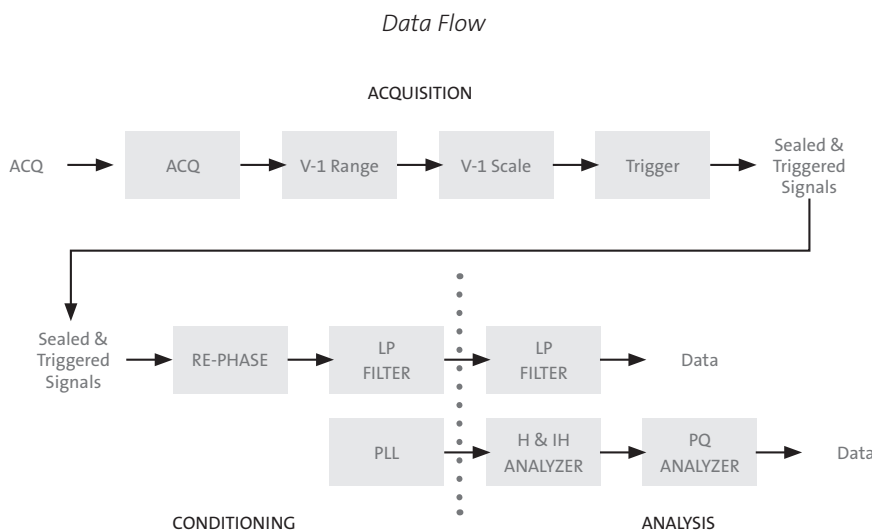 Data Flow
ACQUISITION
ACQ
ACQ
V-1 Range
V-1 Scale
Trigger
Sealed &
Triggered
Signals
Sealed &
Triggered
Signals
RE-PHASE
LP
FILTER
LP
FILTER
Data
PLL
H & IH
ANALYZER
PQ
ANALYZER
Data
CONDITIONING
ANALYSIS